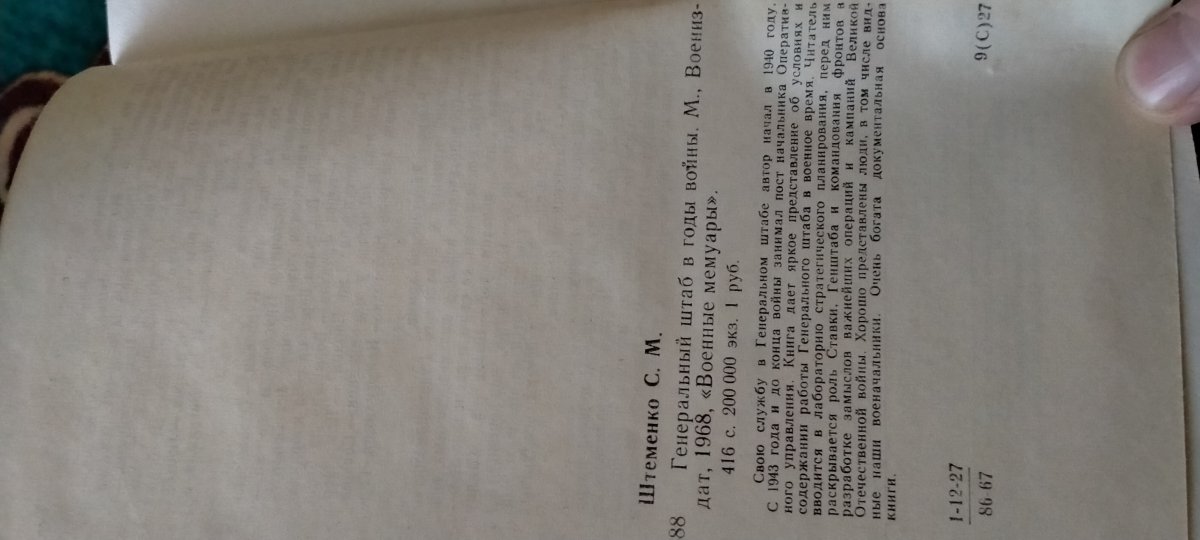 Штеменко С. М.
88 Генеральный штаб в годы войны. М., Воениз-
дат, 1968, «Военные мемуары».
416 с. 200 000 экз. 1 руб.
Свою службу в Генеральном штабе автор начал в 1940 году.
С 1943 года и до конца войны занимал пост начальника Оператив-
ного управления. Книга дает яркое представление об условиях и
содержании работы Генерального штаба в военное время. Читатель
вводится в лабораторию стратегического планирования, перед ним
раскрывается роль Ставки, Генштаба и командования фронтов в
разработке замыслов важнейших операций и кампаний Великой
Отечественной войны. Хорошо представлены люди, в том числе вид-
ные наши военачальники. Очень богата документальная основа
книги.
1-12-27
86-67
9(С)27